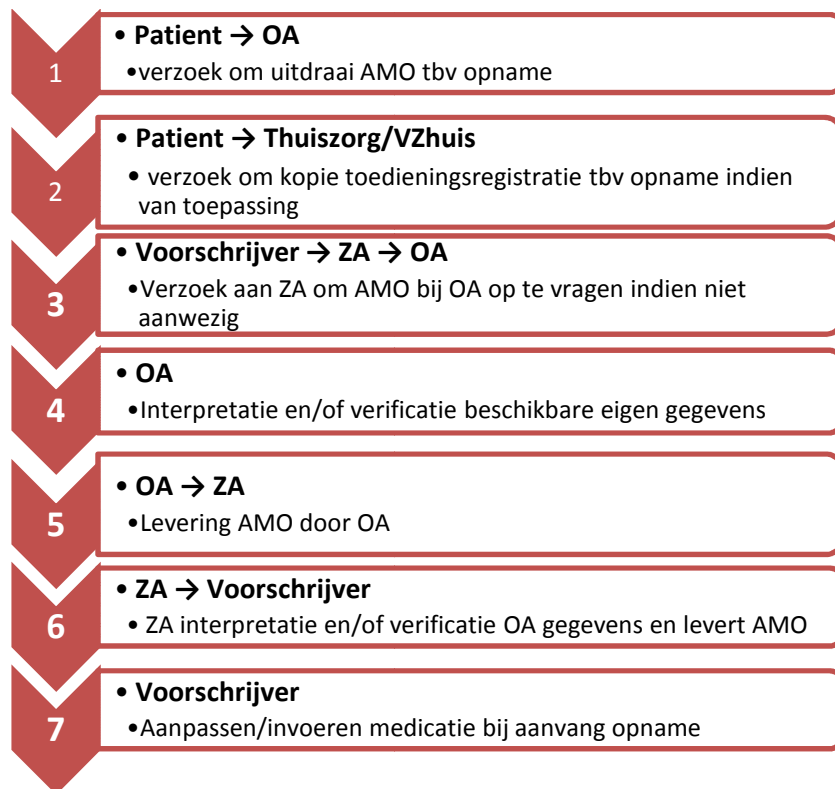 1
• Patient → OA
•verzoek om uitdraai AMO tbv opname
2
• Patient → Thuiszorg/VZhuis
• verzoek om kopie toedieningsregistratie tbv opname indien
van toepassing
3
• Voorschrijver → ZA → OA
•Verzoek aan ZA om AMO bij OA op te vragen indien niet
aanwezig
4
• OA
•Interpretatie en/of verificatie beschikbare eigen gegevens
5
• OA → ZA
•Levering AMO door OA
6
• ZA → Voorschrijver
• ZA interpretatie en/of verificatie OA gegevens en levert AMO
7
• Voorschrijver
•Aanpassen/invoeren medicatie bij aanvang opname